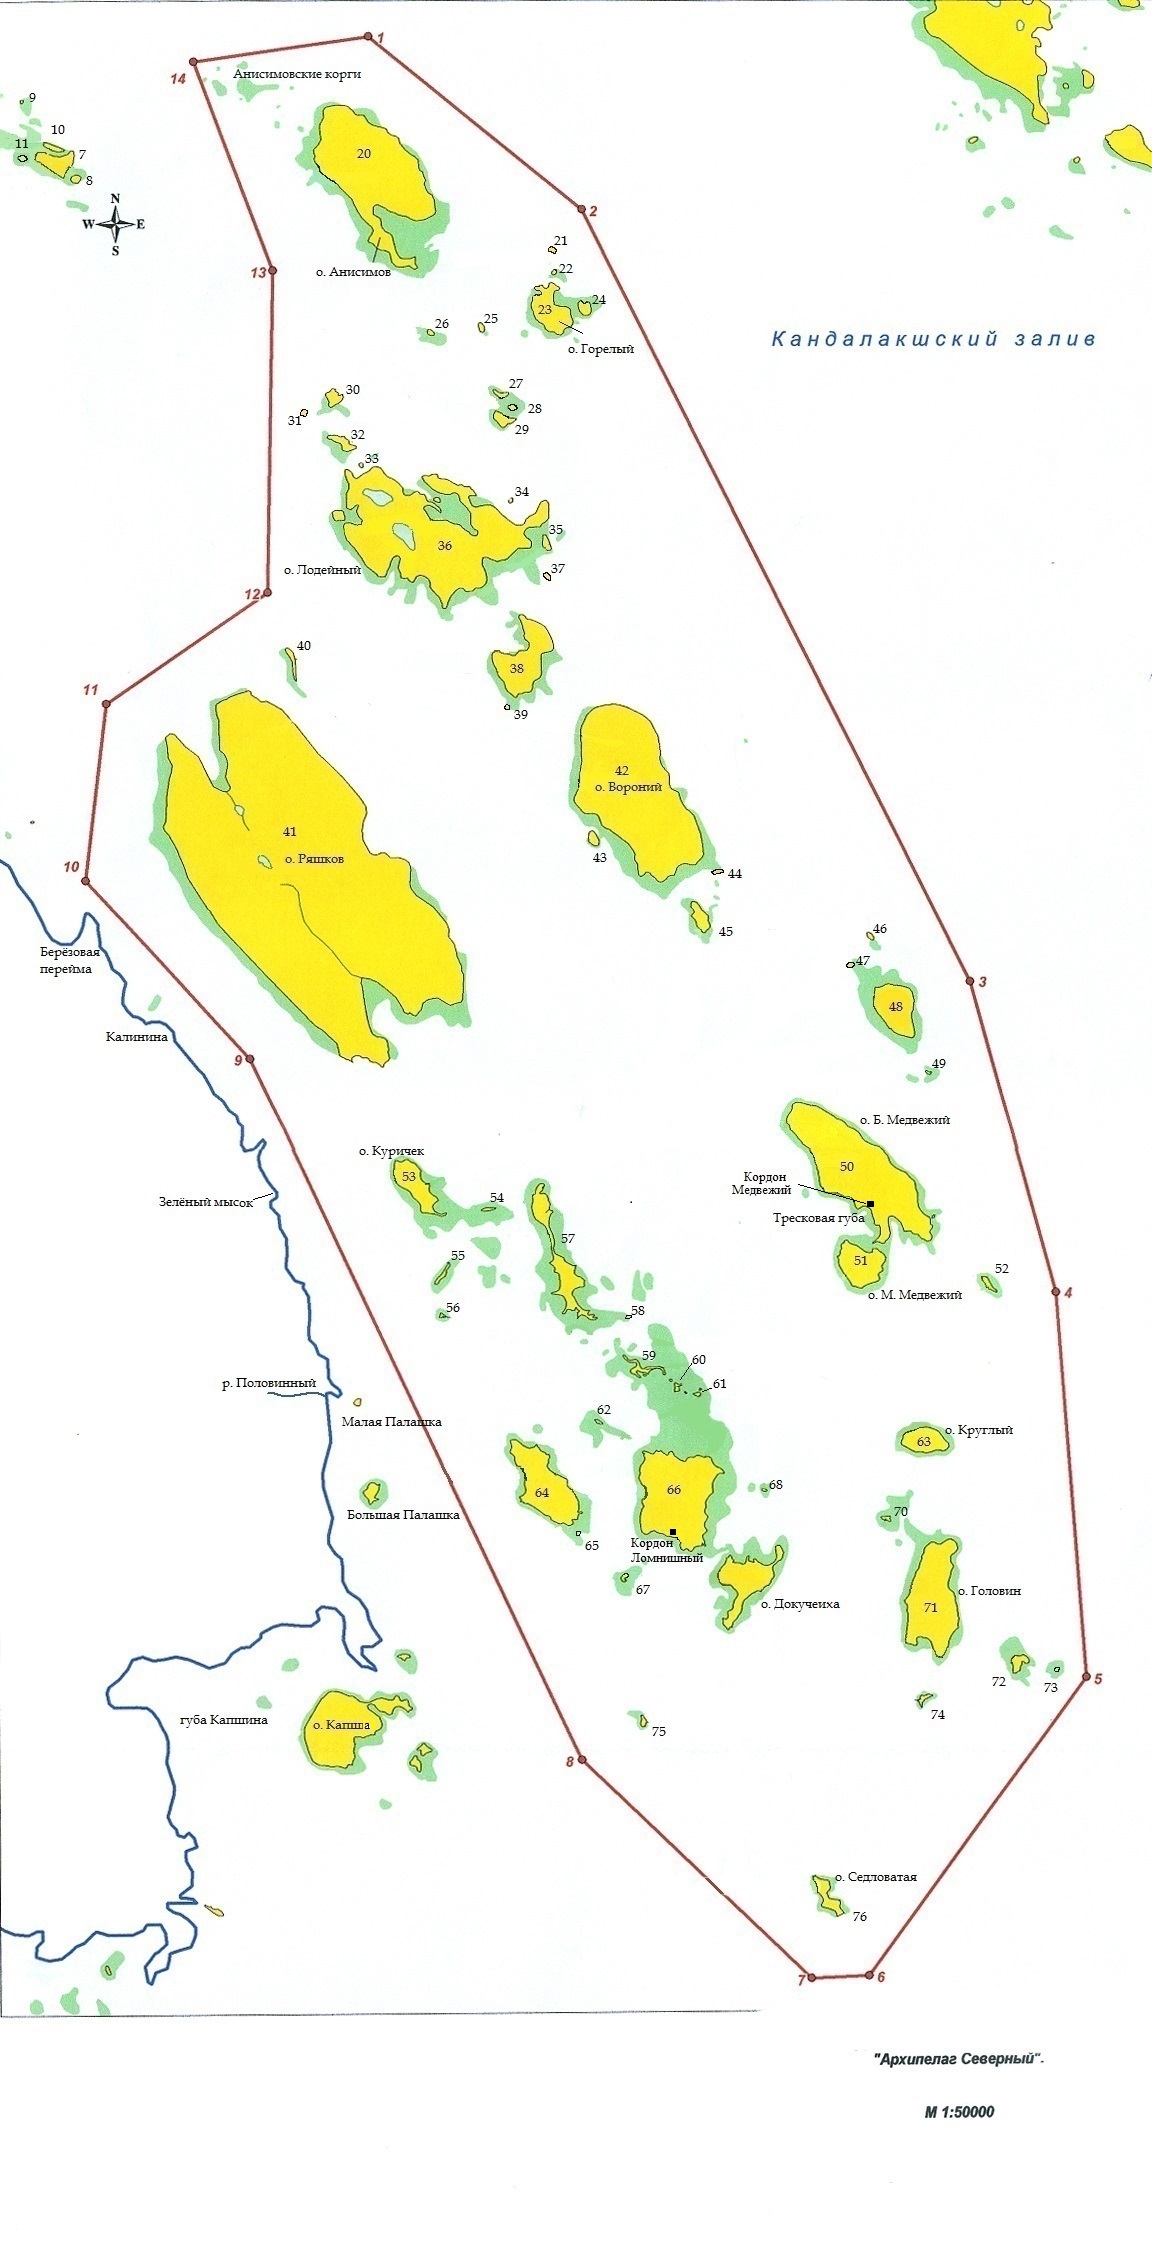 1
14
Анисимовские корги
9
10
11
7
8
20
N
W E
S
2
21
13
22
о. Анисимов
24
23
25
26
о. Горелый
Кандалакшский залив
27
30
28
31
29
32
33
34
35
36
о. Лодейный
37
12
40
38
11
39
42
о. Вороний
41
о. Ряшков
43
10
44
45
46
Берёзовая
перейма
47
3
48
Калинина
9
49
о. Б. Медвежий
о. Куричек
50
53
Кордон
Медвежий
Зелёный мысок
54
Тресковая губа
57
55
51
52
о. М. Медвежий
4
56
58
59
60
р. Половинный
61
Малая Палашка
62
о. Круглый
63
68
64
66
Большая Палашка
70
Кордон
Ломнишный
65
67
о. Головин
о. Докучеиха
71
72
73
5
74
губа Капшина
о. Капша
75
8
о. Седловатая
76
7
6
"Архипелаг Северный".
М 1:50000